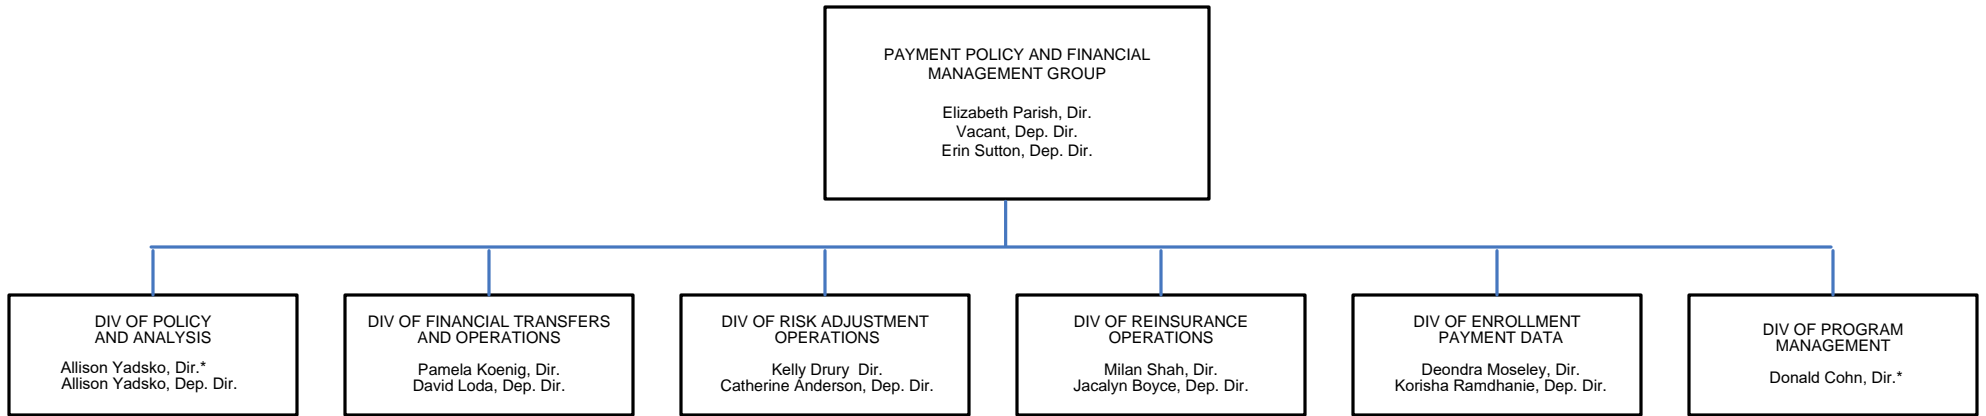 PAYMENT POLICY AND FINANCIAL
MANAGEMENT GROUP
Elizabeth Parish, Dir.
Vacant, Dep. Dir.
Erin Sutton, Dep. Dir.
DIV OF POLICY
AND ANALYSIS
Allison Yadsko, Dir.*
Allison Yadsko, Dep. Dir.
DIV OF FINANCIAL TRANSFERS
AND OPERATIONS
Pamela Koenig, Dir.
David Loda, Dep. Dir.
DIV OF RISK ADJUSTMENT
OPERATIONS
Kelly Drury Dir.
Catherine Anderson, Dep. Dir.
DIV OF REINSURANCE
OPERATIONS
Milan Shah, Dir.
Jacalyn Boyce, Dep. Dir.
DIV OF ENROLLMENT
PAYMENT DATA
Deondra Moseley, Dir.
Korisha Ramdhanie, Dep. Dir.
DIV OF PROGRAM
MANAGEMENT
Donald Cohn, Dir.*